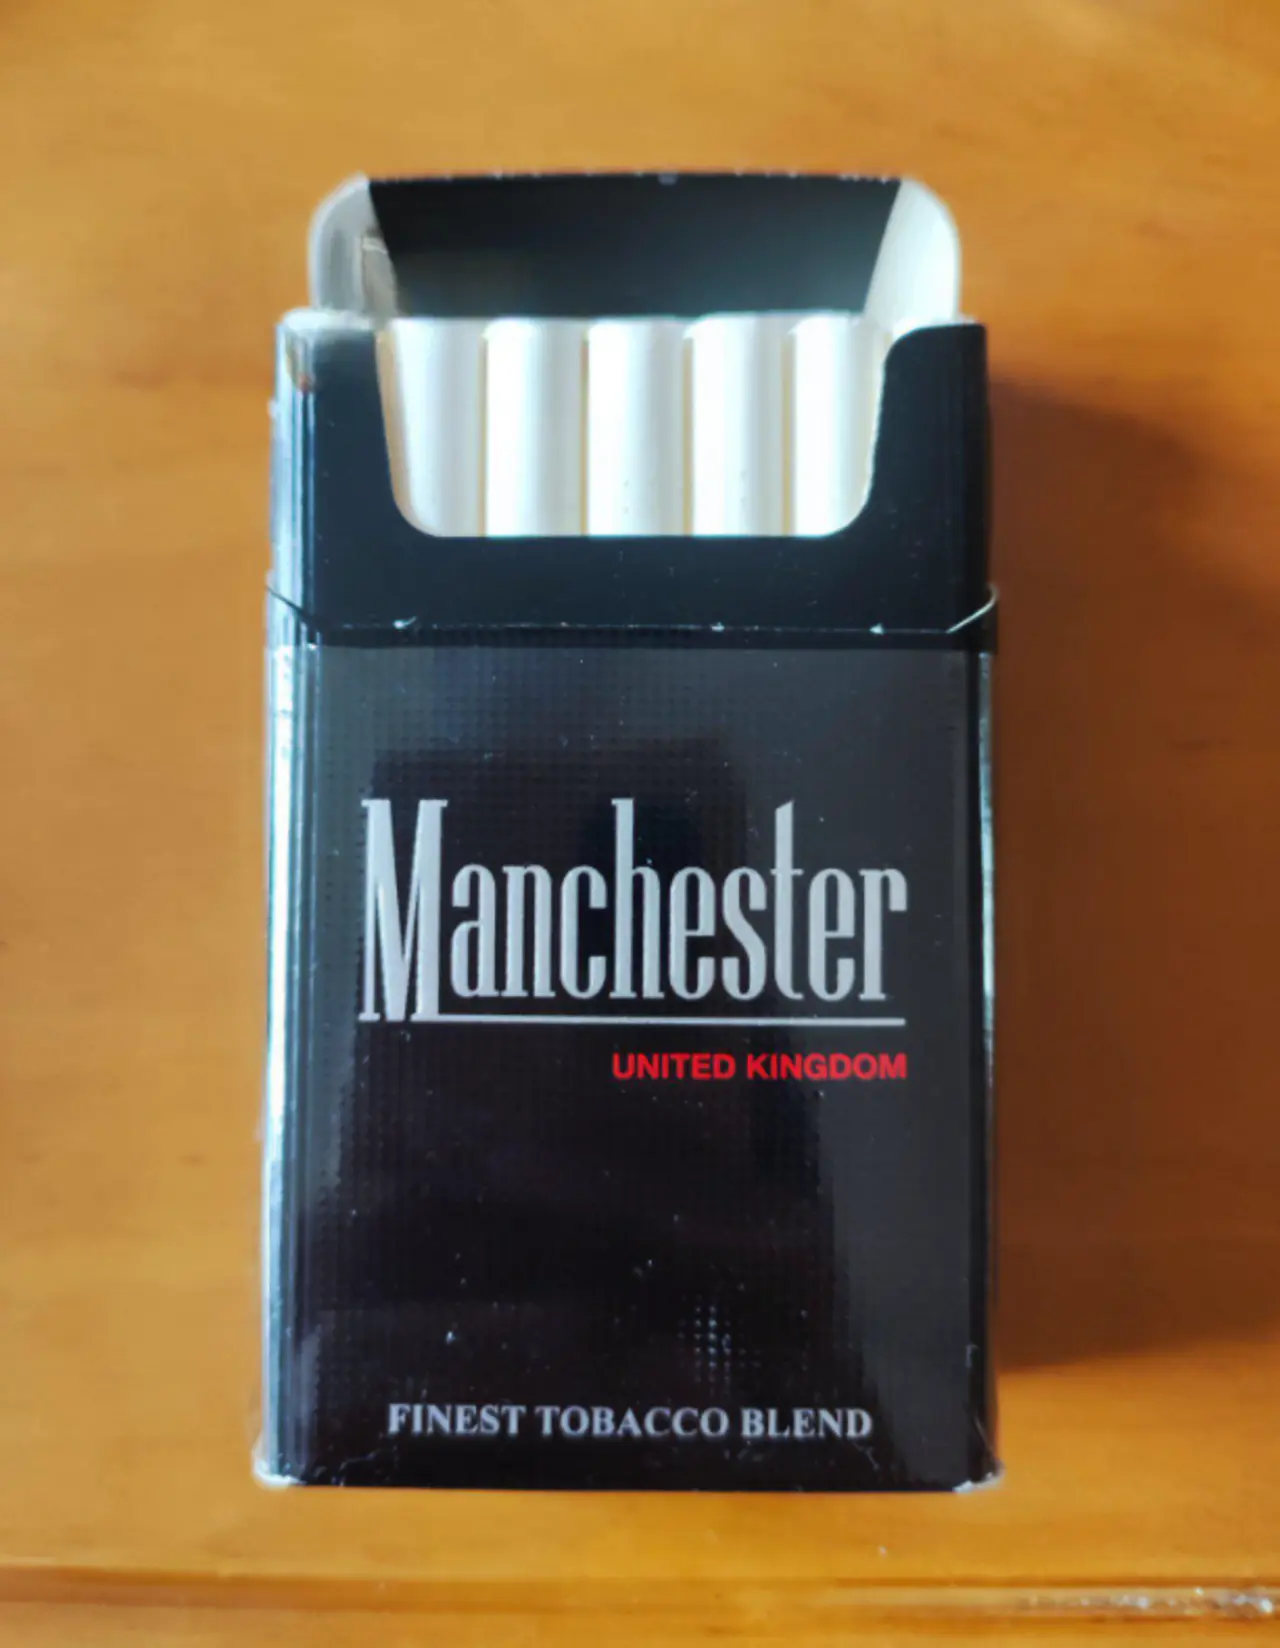 Manchester
UNITED KINGDOM
FINEST TOBACCO BLEND